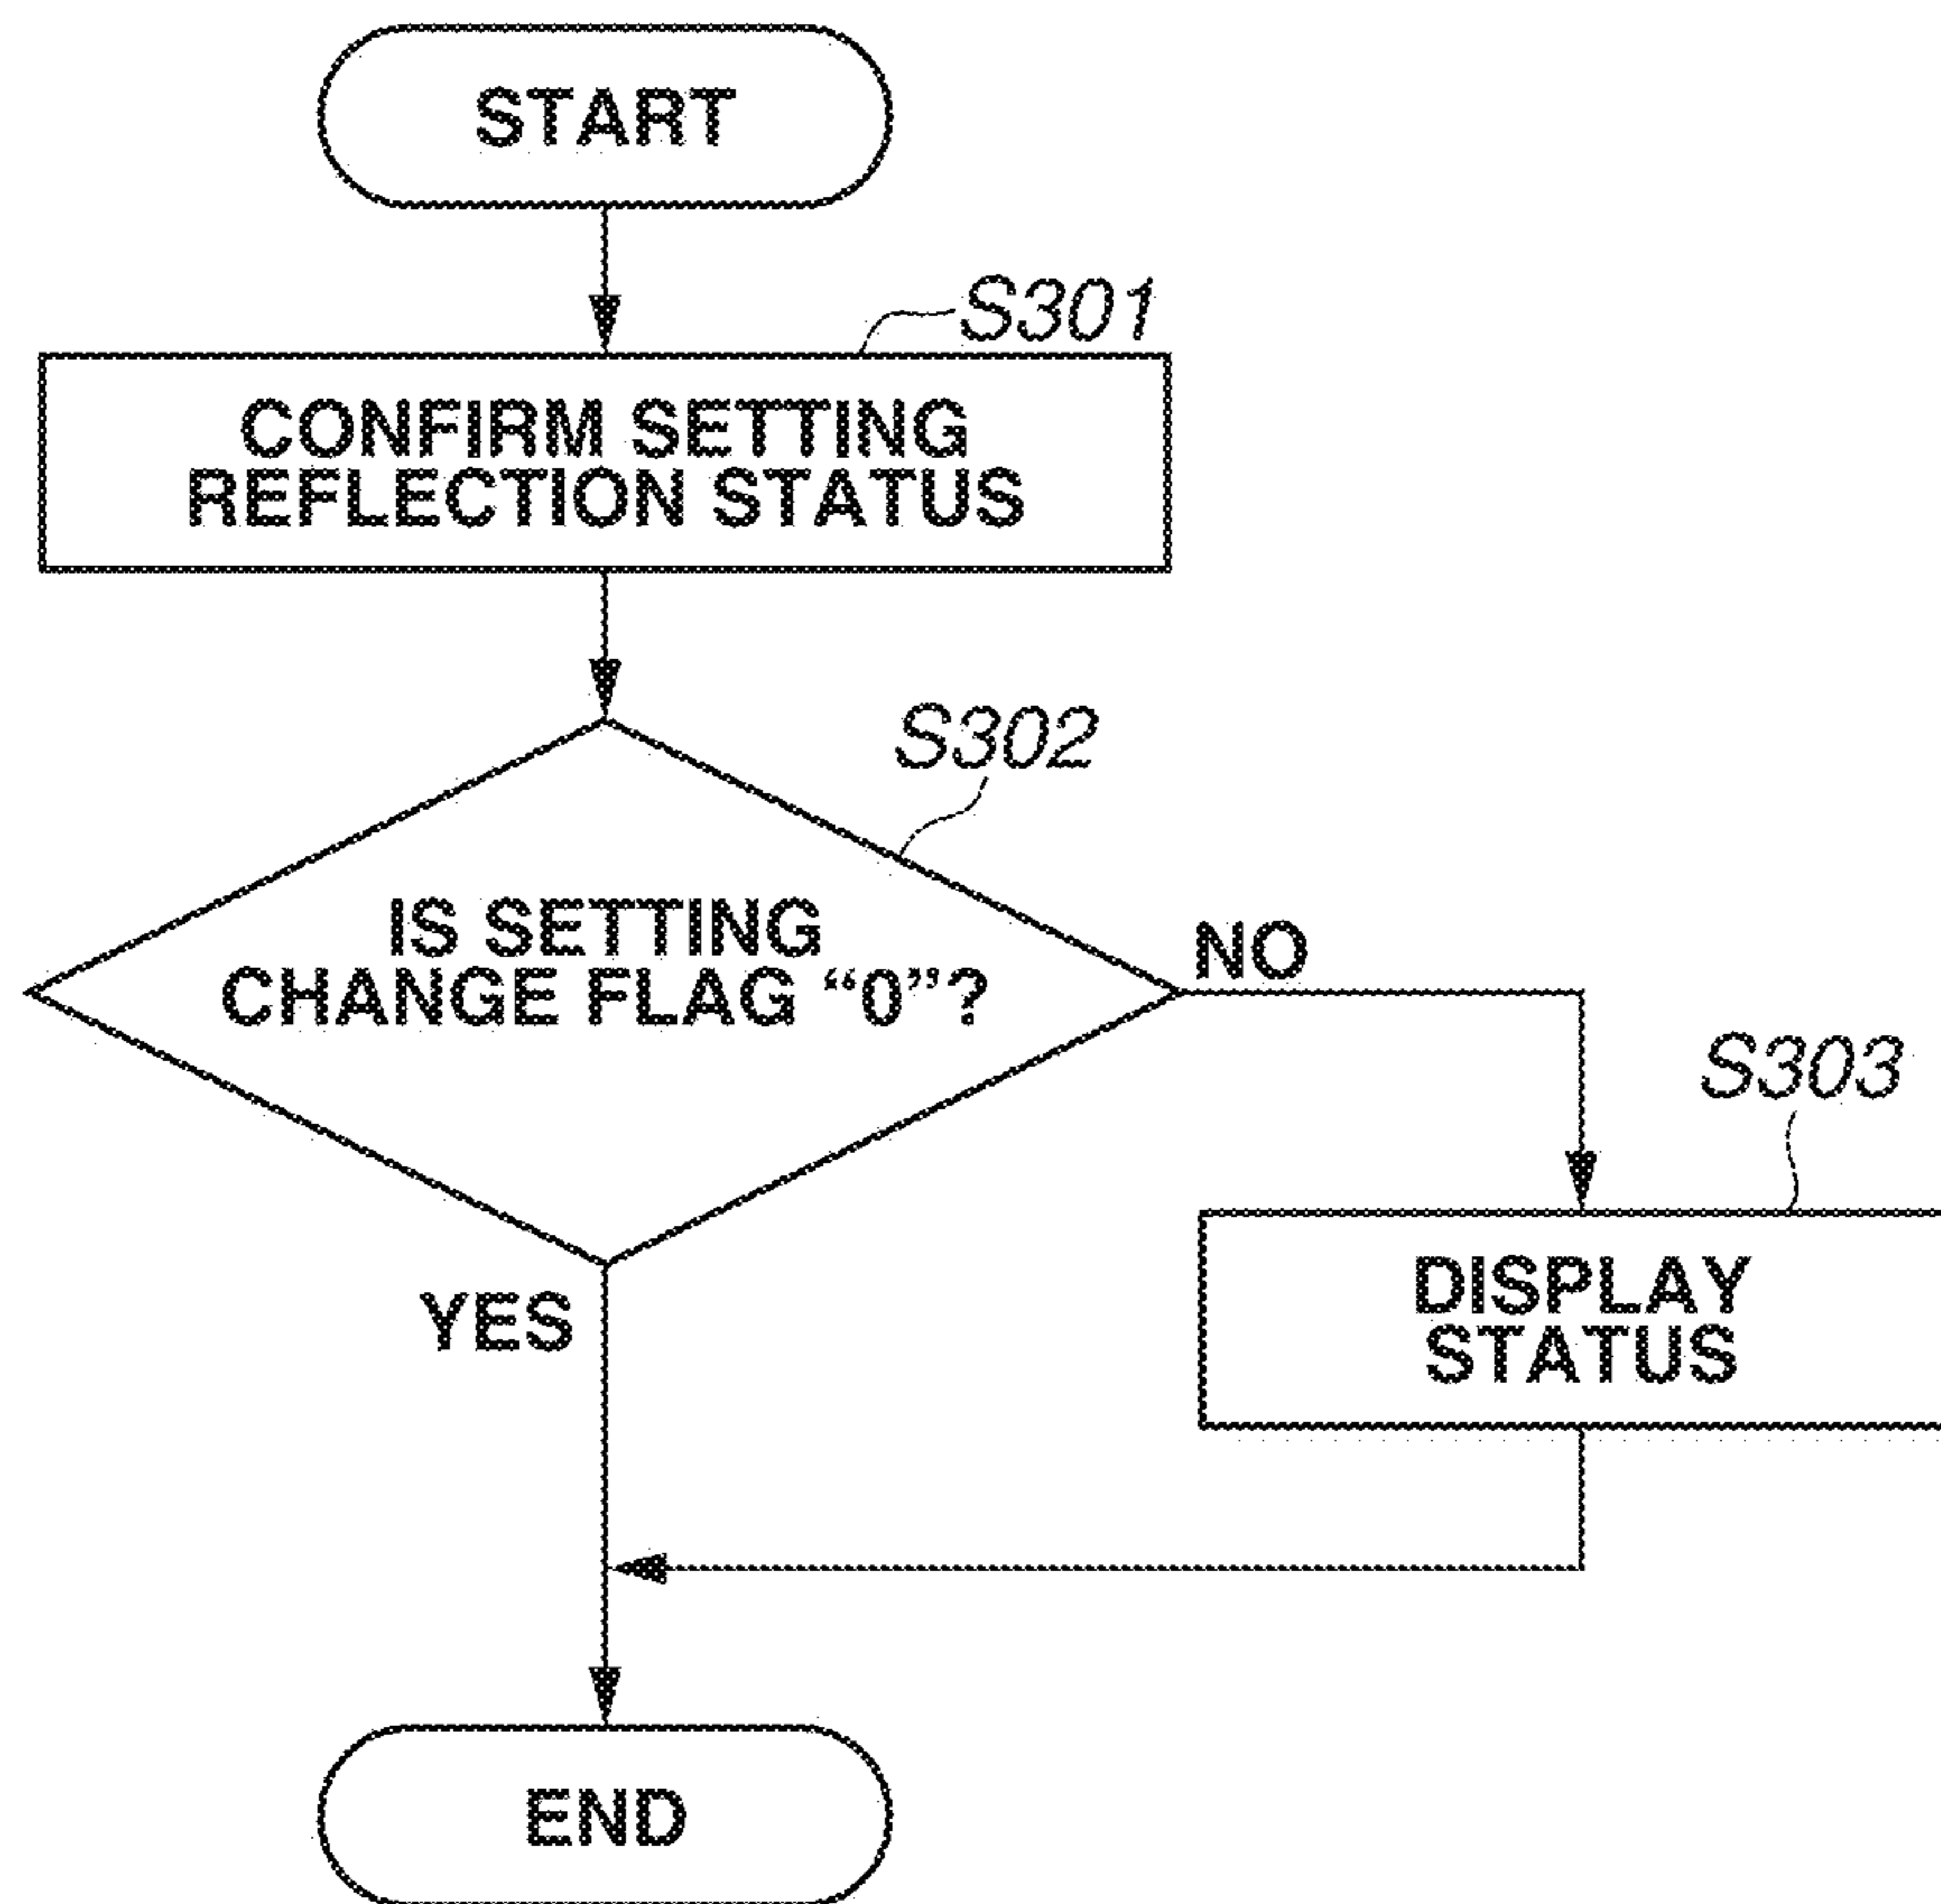 START
S301
CONFIRM SETTING
REFLECTION STATUS
S302
IS SETTING
CHANGE FLAG “0”?
NO
S303
DISPLAY
STATUS
YES
END